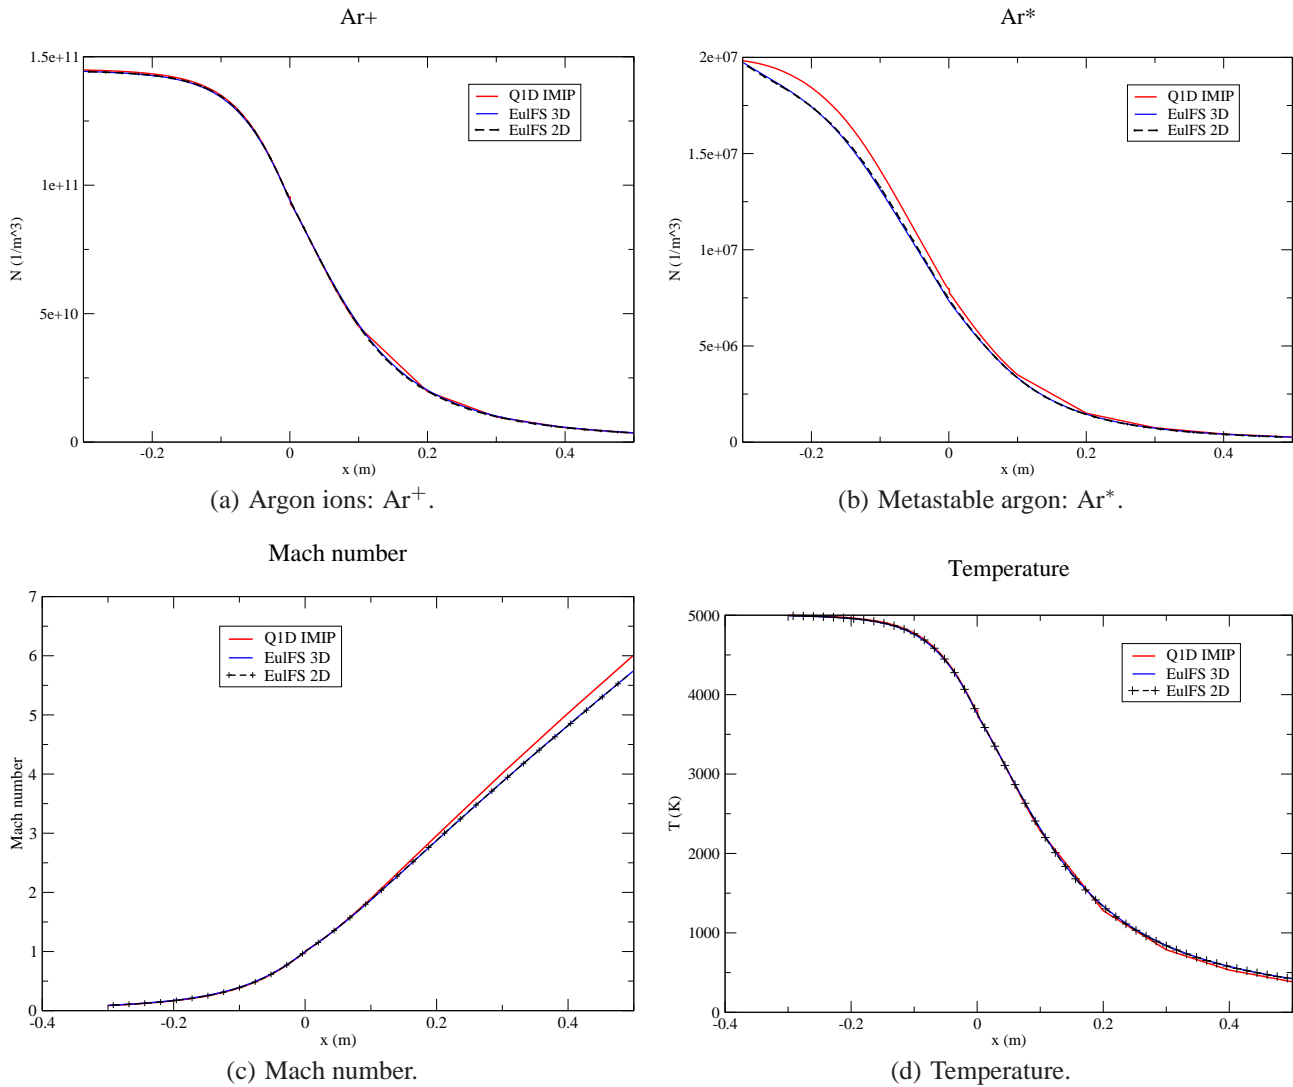 Ar+
1.5e+11
1e+11
5e+10
0
N (1/m^3)
Q1D IMIP
EulFS 3D
EulFS 2D
-0.2 0 0.2 0.4
x (m)
(a) Argon ions: Ar⁺.
Ar*
2e+07
1.5e+07
1e+07
5e+06
0
N (1/m^3)
Q1D IMIP
EulFS 3D
EulFS 2D
-0.2 0 0.2 0.4
x (m)
(b) Metastable argon: Ar*.
Mach number
7
6
5
4
3
2
1
0
Mach number
Q1D IMIP
EulFS 3D
EulFS 2D
-0.4 -0.2 0 0.2 0.4
x (m)
(c) Mach number.
Temperature
5000
4000
3000
2000
1000
0
T (K)
Q1D IMIP
EulFS 3D
EulFS 2D
-0.4 -0.2 0 0.2 0.4
x (m)
(d) Temperature.